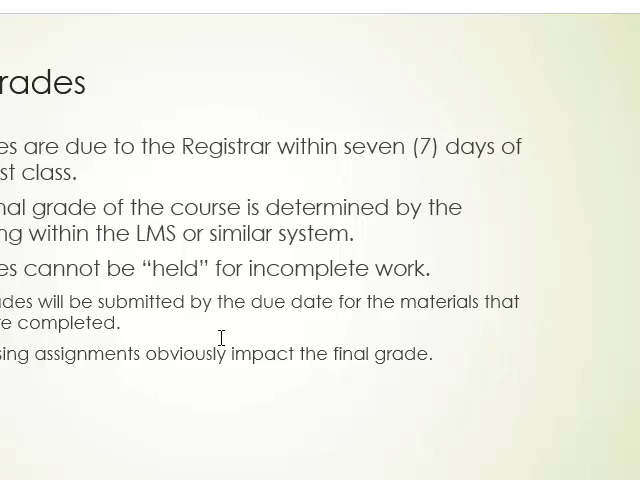 rades
es are due to the Registrar within seven (7) days of
st class.
nal grade of the course is determined by the
ng within the LMS or similar system.
es cannot be “held” for incomplete work.
ades will be submitted by the due date for the materials that
re completed.
sing assignments obviously impact the final grade.